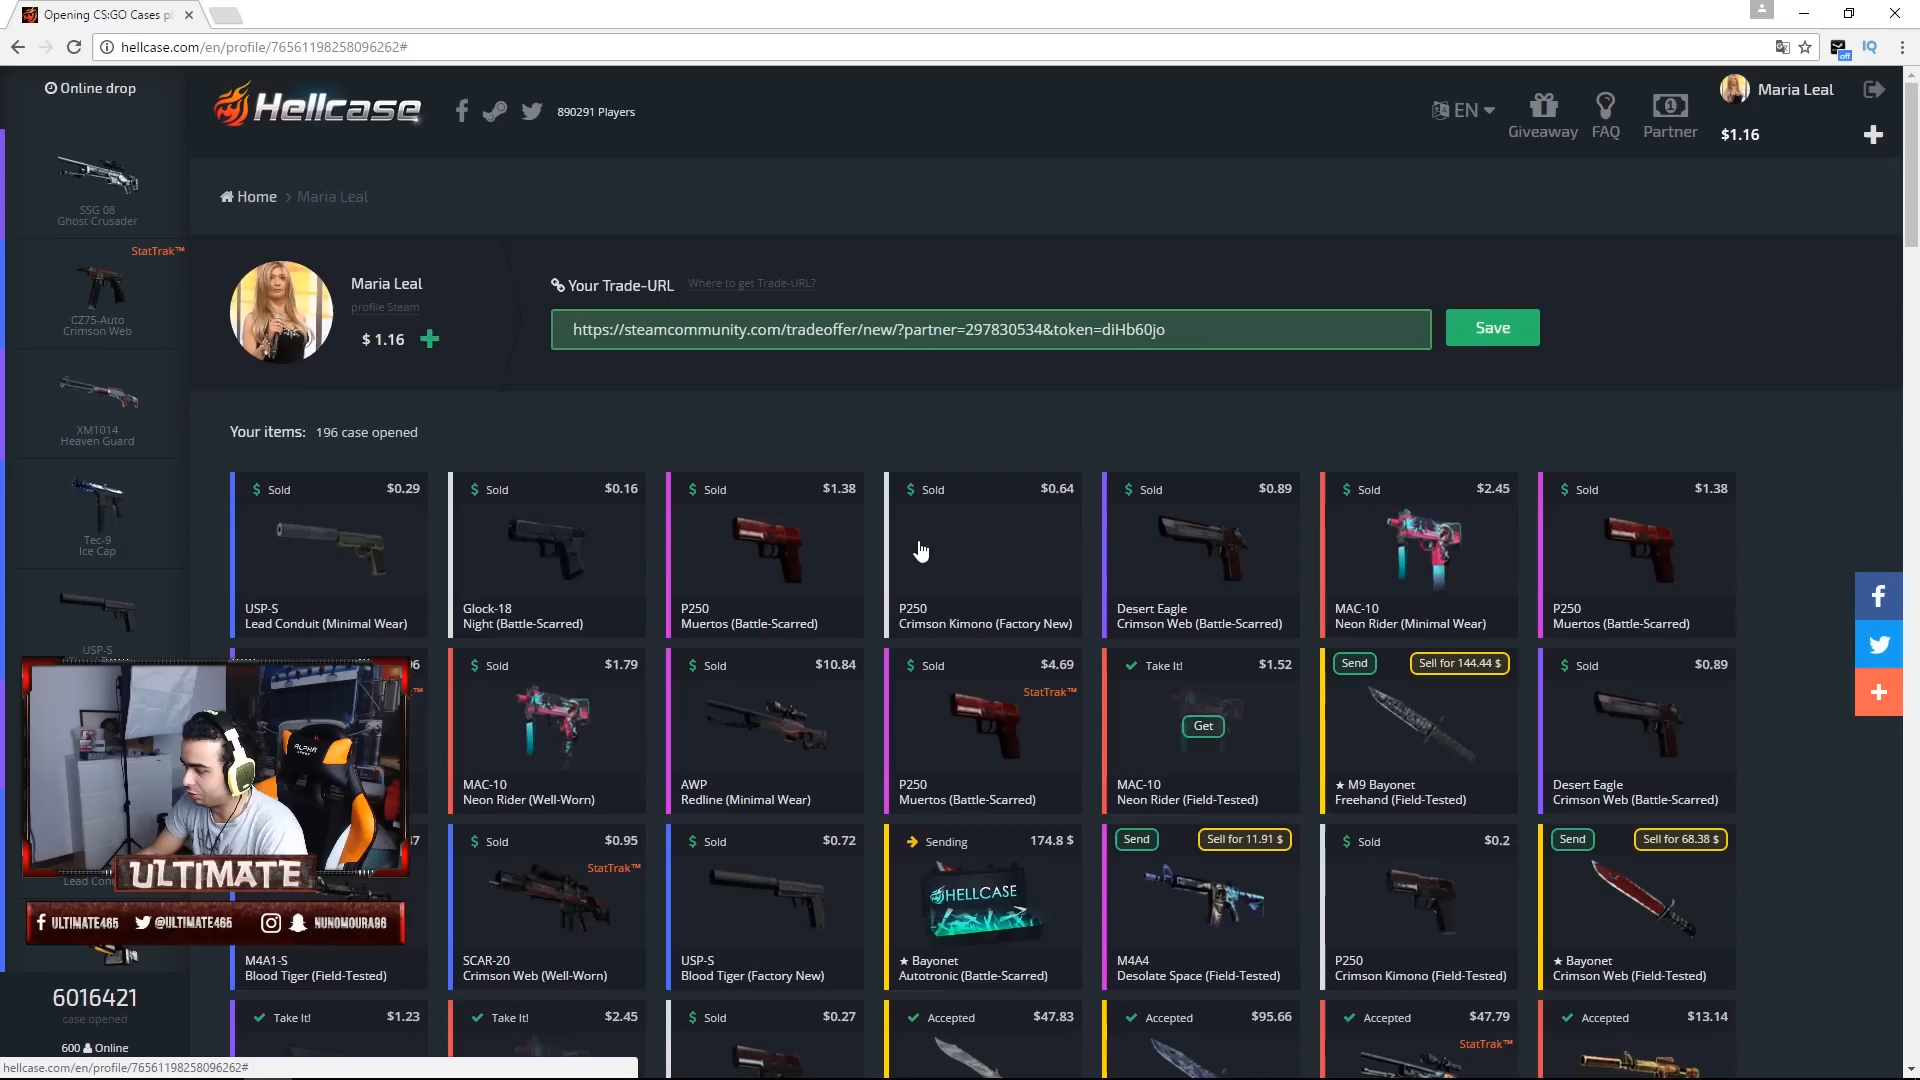 Opening CS:GO Cases pl
hellcase.com/en/profile/76561198258096262#
off
IQ
Online drop
Hellcase
890291 Players
EN
Giveaway
FAQ
Partner
Maria Leal
$1.16
Home > Maria Leal
SSG 08
Ghost Crusader
StatTrak™
CZ75-Auto
Crimson Web
XM1014
Heaven Guard
Tec-9
Ice Cap
USP-S
Lead Con
6016421
case opened
600 Online
Maria Leal
profile Steam
$ 1.16
Your Trade-URL Where to get Trade-URL?
https://steamcommunity.com/tradeoffer/new/?partner=297830534&token=diHb60jo
Save
Your items: 196 case opened
$ Sold $0.29
USP-S
Lead Conduit (Minimal Wear)
$ Sold $0.16
Glock-18
Night (Battle-Scarred)
$ Sold $1.38
P250
Muertos (Battle-Scarred)
$ Sold $0.64
P250
Crimson Kimono (Factory New)
$ Sold $0.89
Desert Eagle
Crimson Web (Battle-Scarred)
$ Sold $2.45
MAC-10
Neon Rider (Minimal Wear)
$ Sold $1.38
P250
Muertos (Battle-Scarred)
$ Sold $1.79
MAC-10
Neon Rider (Well-Worn)
$ Sold $10.84
AWP
Redline (Minimal Wear)
$ Sold $4.69
StatTrak™
P250
Muertos (Battle-Scarred)
Take It! $1.52
Get
MAC-10
Neon Rider (Field-Tested)
Send Sell for 144.44 $
★ M9 Bayonet
Freehand (Field-Tested)
$ Sold $0.89
Desert Eagle
Crimson Web (Battle-Scarred)
M4A1-S
Blood Tiger (Field-Tested)
$ Sold $0.95
StatTrak™
SCAR-20
Crimson Web (Well-Worn)
$ Sold $0.72
USP-S
Blood Tiger (Factory New)
Sending 174.8 $
HELLCASE
★ Bayonet
Autotronic (Battle-Scarred)
Send Sell for 11.91 $
M4A4
Desolate Space (Field-Tested)
$ Sold $0.2
P250
Crimson Kimono (Field-Tested)
Send Sell for 68.38 $
★ Bayonet
Crimson Web (Field-Tested)
Take It! $1.23
Take It! $2.45
$ Sold $0.27
Accepted $47.83
Accepted $95.66
Accepted $47.79
StatTrak™
Accepted $13.14
ALPHA
ULTIMATE
ULTIMATE465 @ULTIMATE465 NUNOMOURA96
hellcase.com/en/profile/76561198258096262#